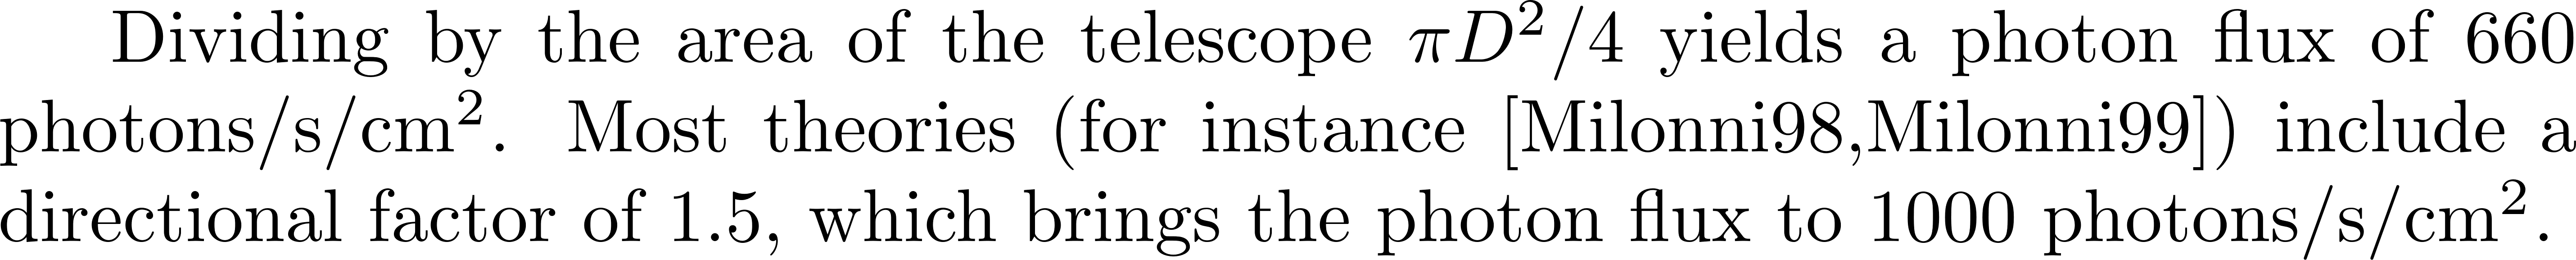 Dividing by the area of the telescope πD²/4 yields a photon flux of 660
photons/s/cm². Most theories (for instance [Milonni98,Milonni99]) include a
directional factor of 1.5, which brings the photon flux to 1000 photons/s/cm².